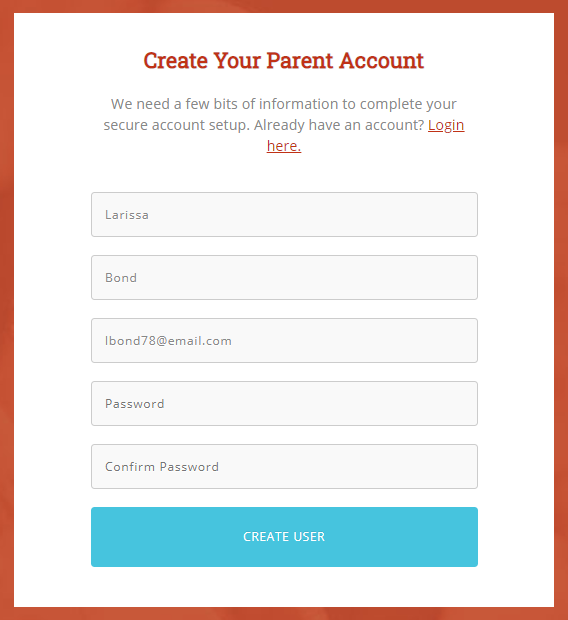 Create Your Parent Account
We need a few bits of information to complete your
secure account setup. Already have an account? Login
here.
Larissa
Bond
lbond78@email.com
Password
Confirm Password
CREATE USER